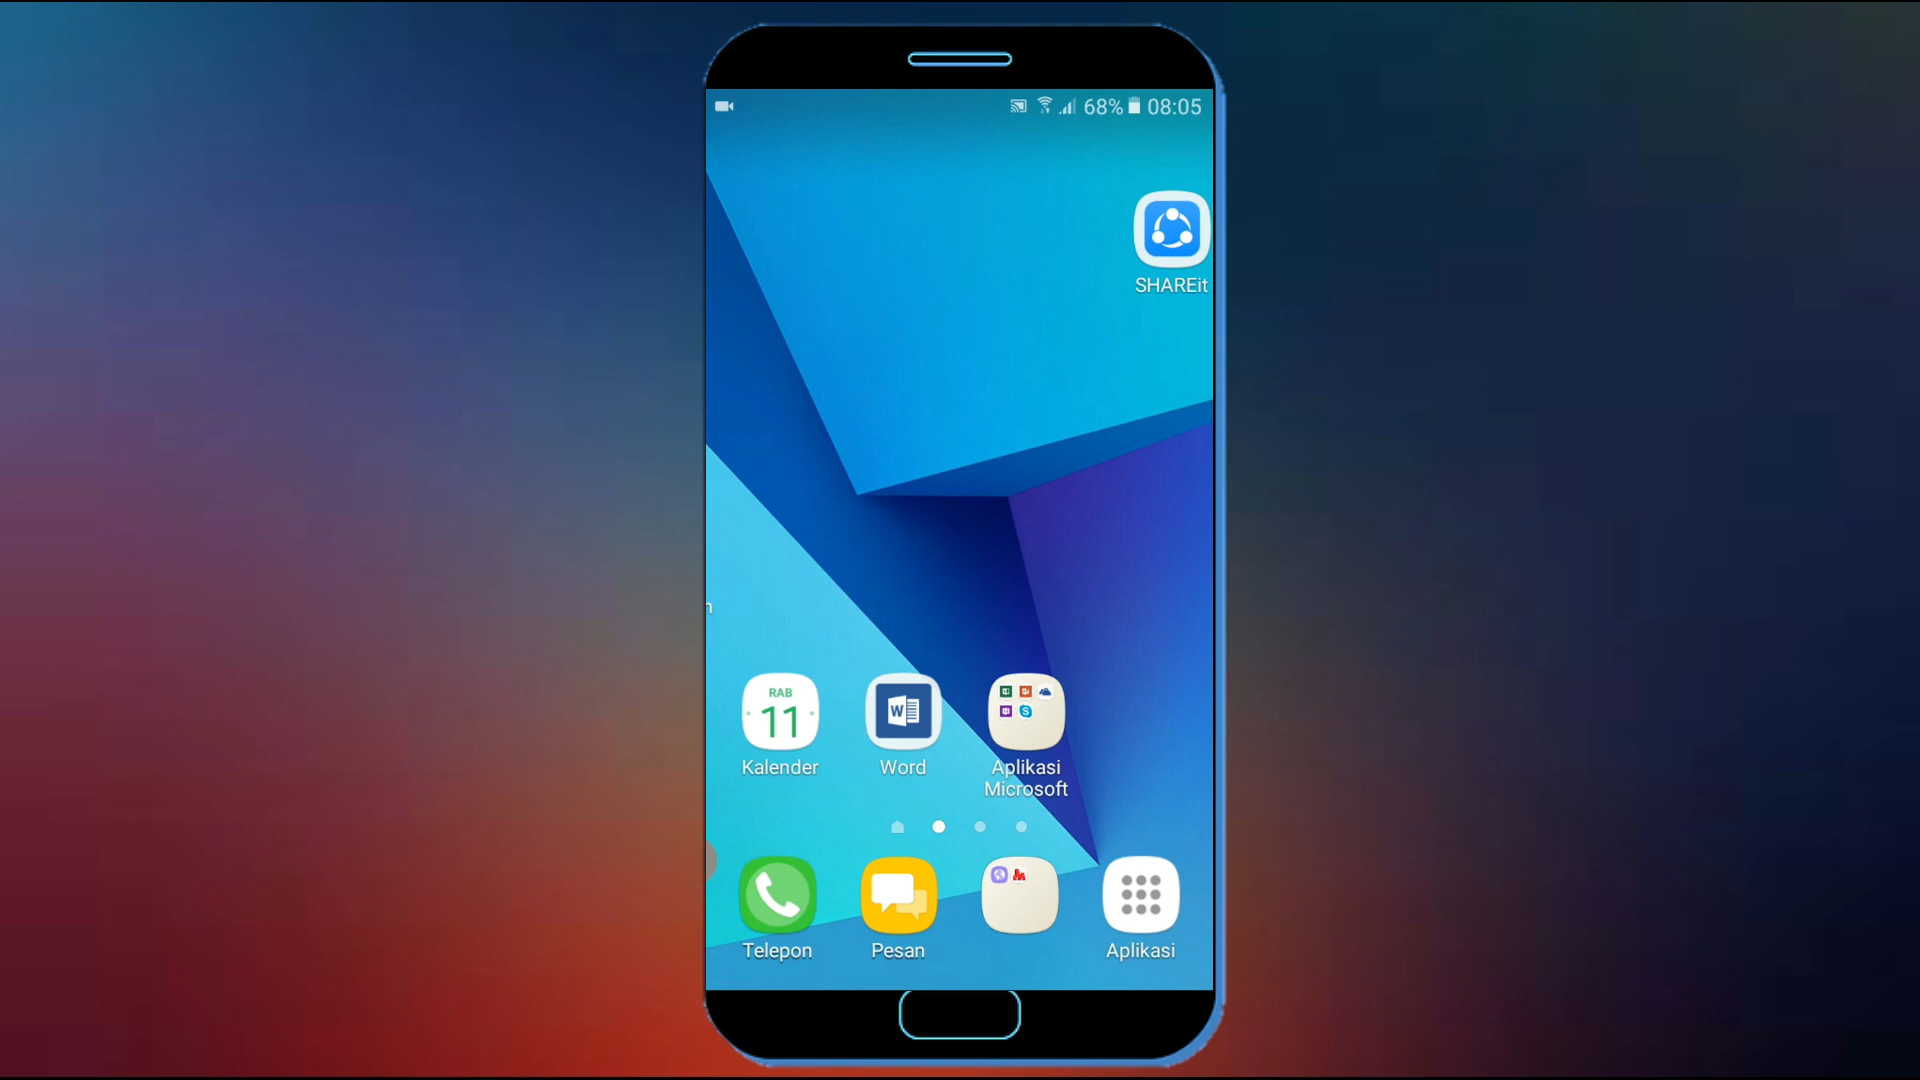 68% 08:05
SHAREit
RAB
11
Kalender
Word
Aplikasi
Microsoft
Telepon
Pesan
Aplikasi